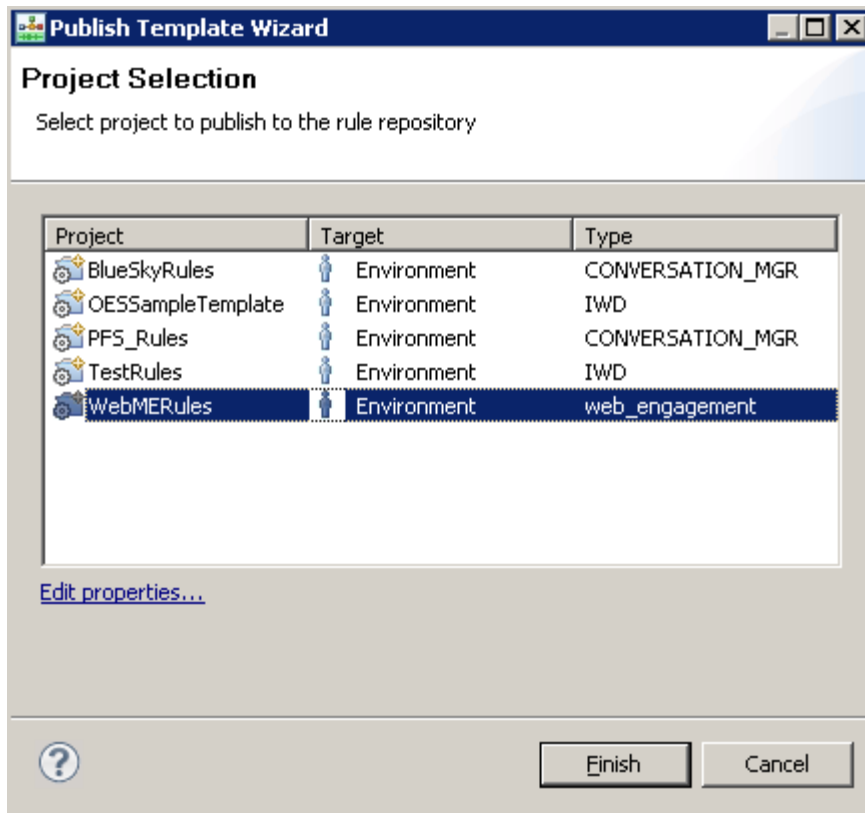 Publish Template Wizard
Project Selection
Select project to publish to the rule repository
Project Target Type
BlueSkyRules Environment CONVERSATION_MGR
OESSampleTemplate Environment IWD
PFS_Rules Environment CONVERSATION_MGR
TestRules Environment IWD
WebMERules Environment web_engagement
Edit properties...
? Finish Cancel